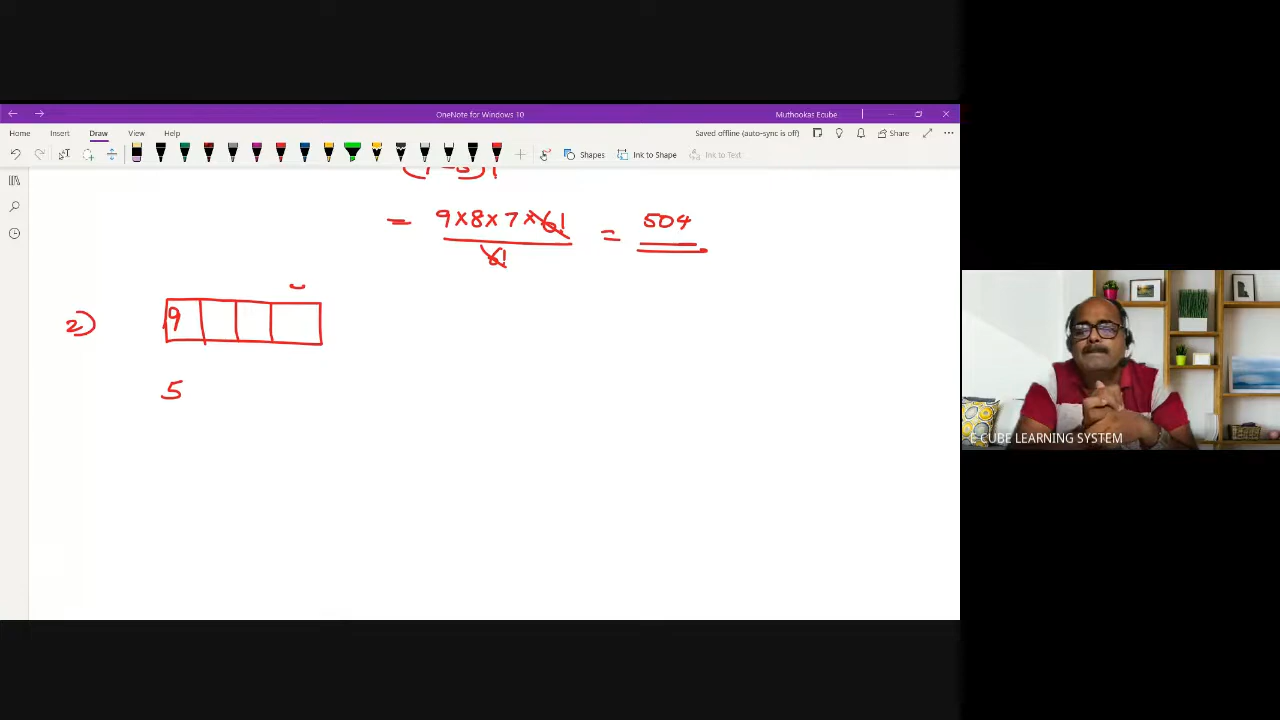 OneNote for Windows 10
Muthookas Ecube
Home Insert Draw View Help
Saved offline (auto-sync is off)
Share
Shapes
Ink to Shape
Ink to Text
= 9×8×7×6! / 6! = 504
2) 9
5
E CUBE LEARNING SYSTEM